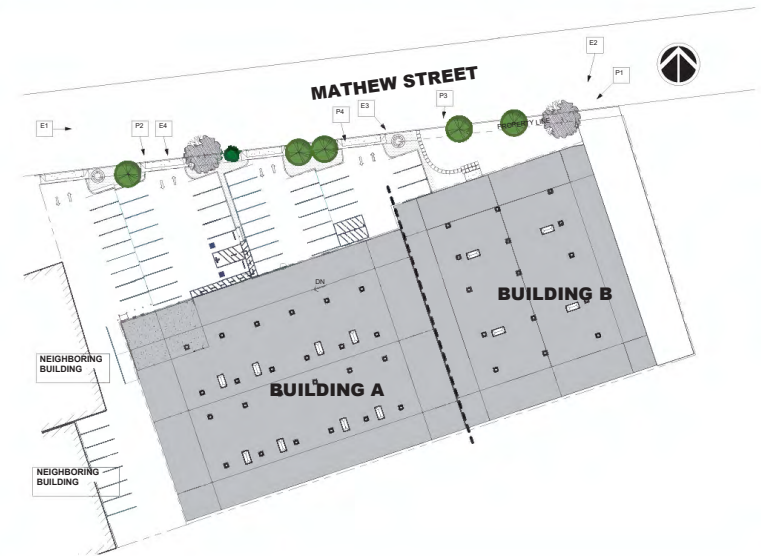 E2
P1
P3
MATHEW STREET
E1
P2
E4
P4
E3
PROPERTY LINE
DN
BUILDING B
BUILDING A
NEIGHBORING
BUILDING
NEIGHBORING
BUILDING